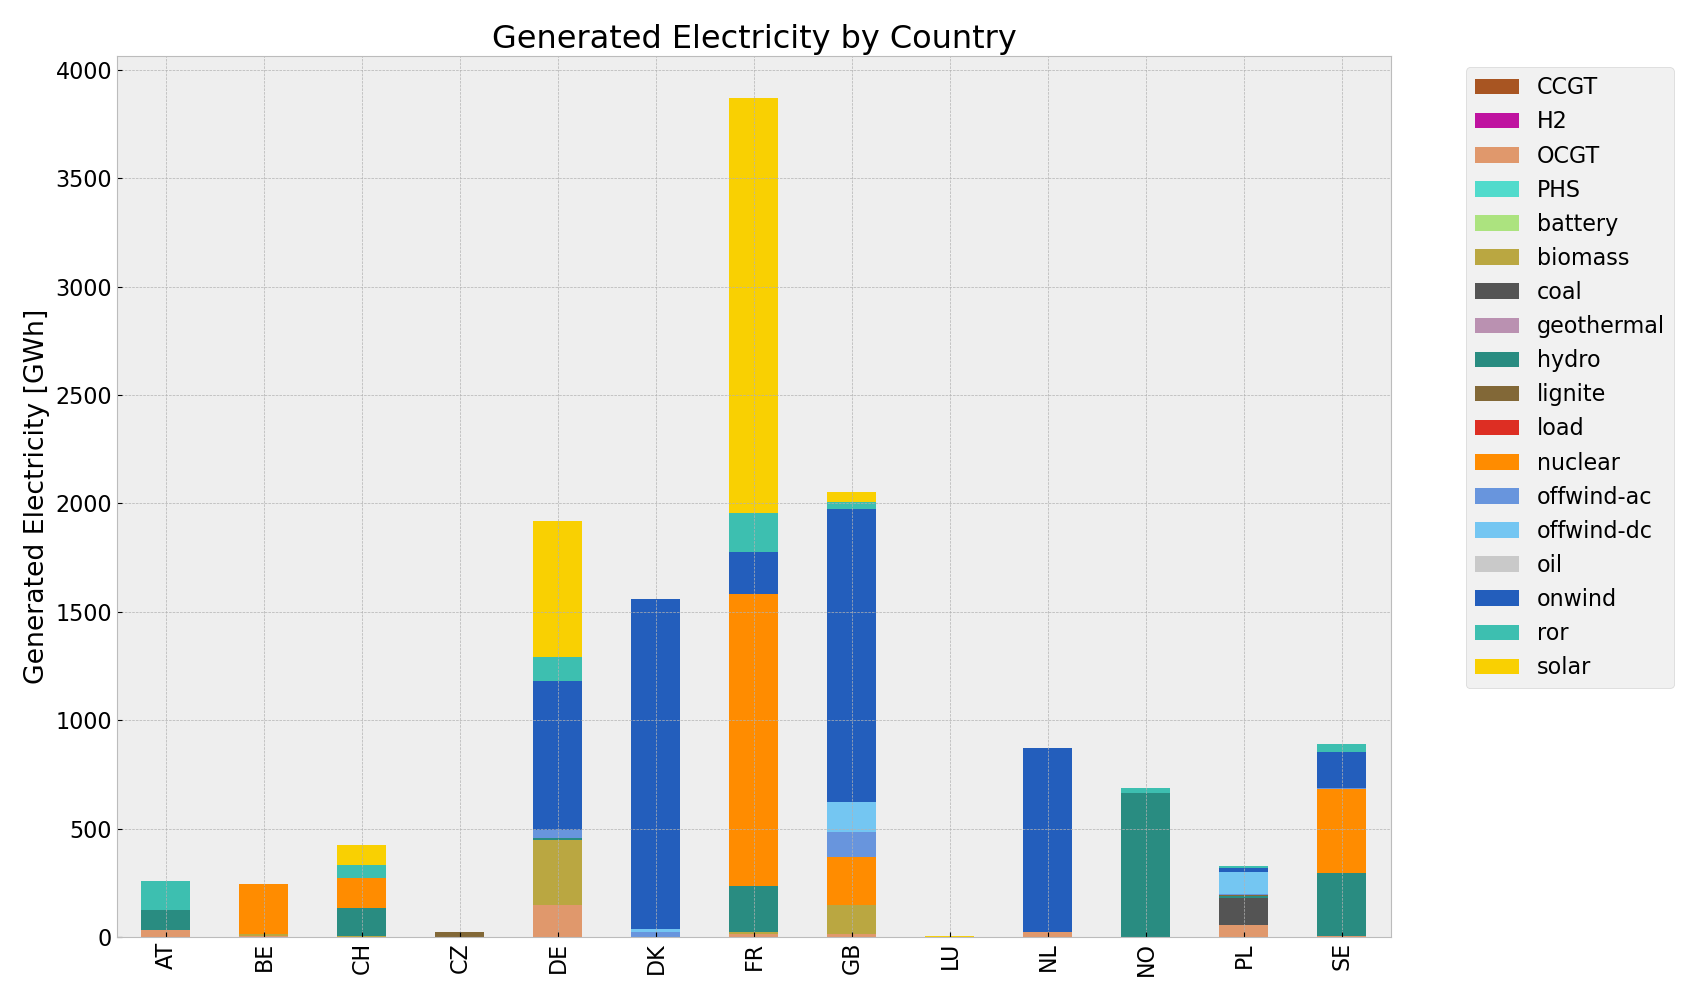 Generated Electricity by Country
Generated Electricity [GWh]
4000
3500
3000
2500
2000
1500
1000
500
0
AT
BE
CH
CZ
DE
DK
FR
GB
LU
NL
NO
PL
SE
CCGT
H2
OCGT
PHS
battery
biomass
coal
geothermal
hydro
lignite
load
nuclear
offwind-ac
offwind-dc
oil
onwind
ror
solar